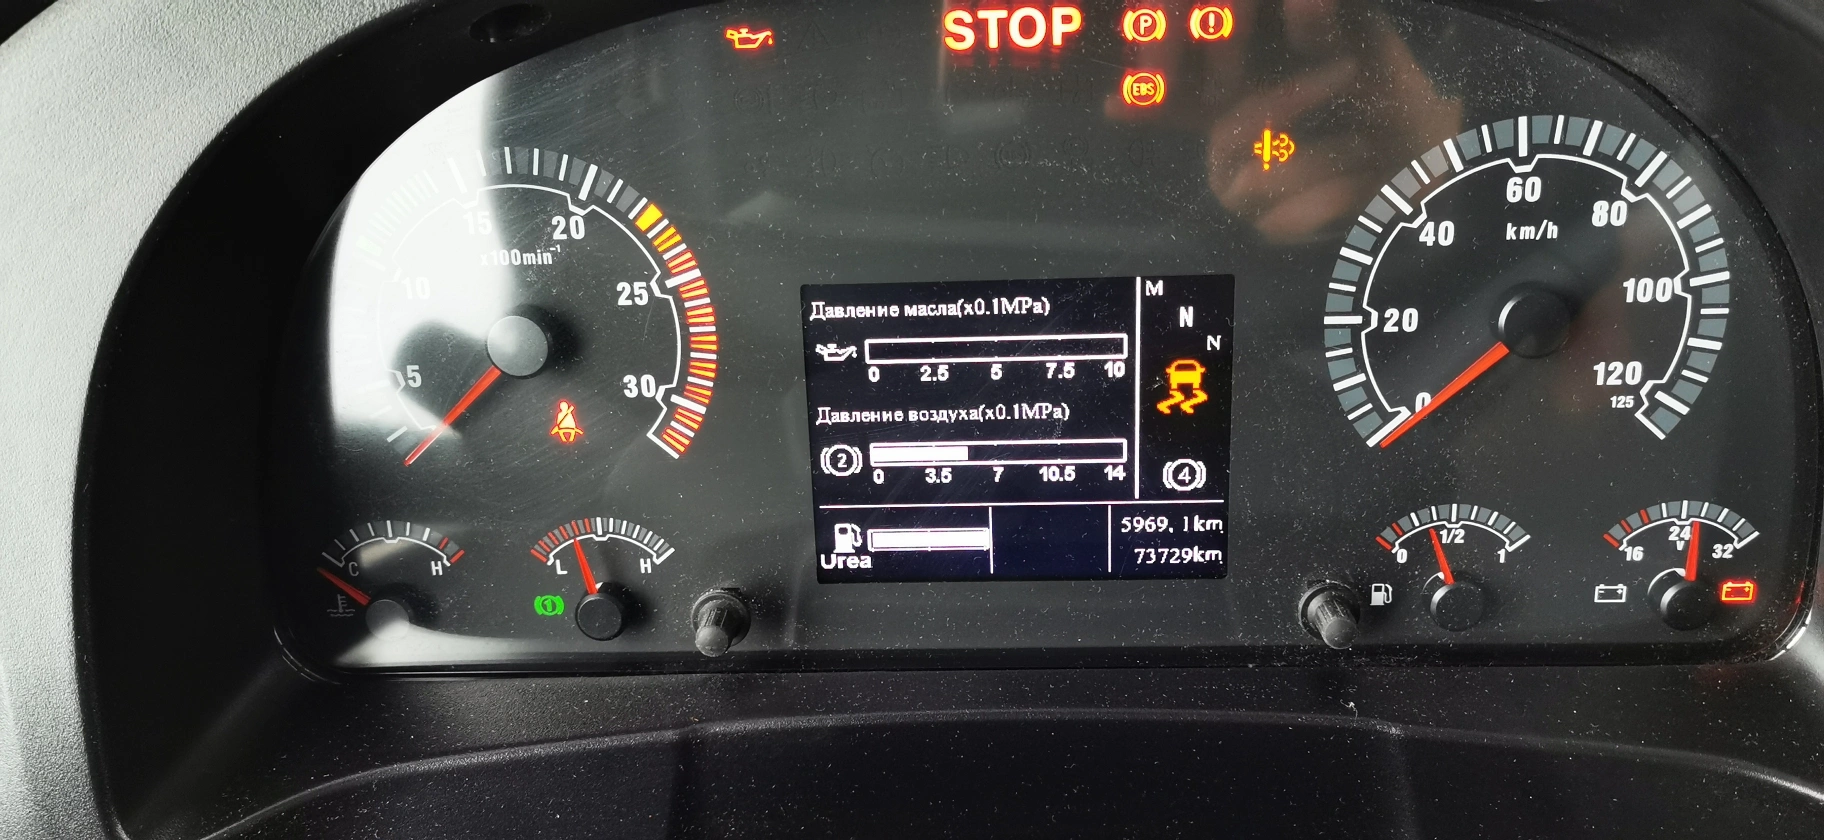 STOP
P
!
EBS
5
10
15
20
25
30
x100min⁻¹
0
20
40
60
80
100
120
125
km/h
Давление масла(x0.1MPa)
0 2.5 5 7.5 10
Давление воздуха(x0.1MPa)
2
0 3.5 7 10.5 14
M
N
N
4
Urea
5969.1km
73729km
C H
L H
1
0 1/2 1
16 24 32
V